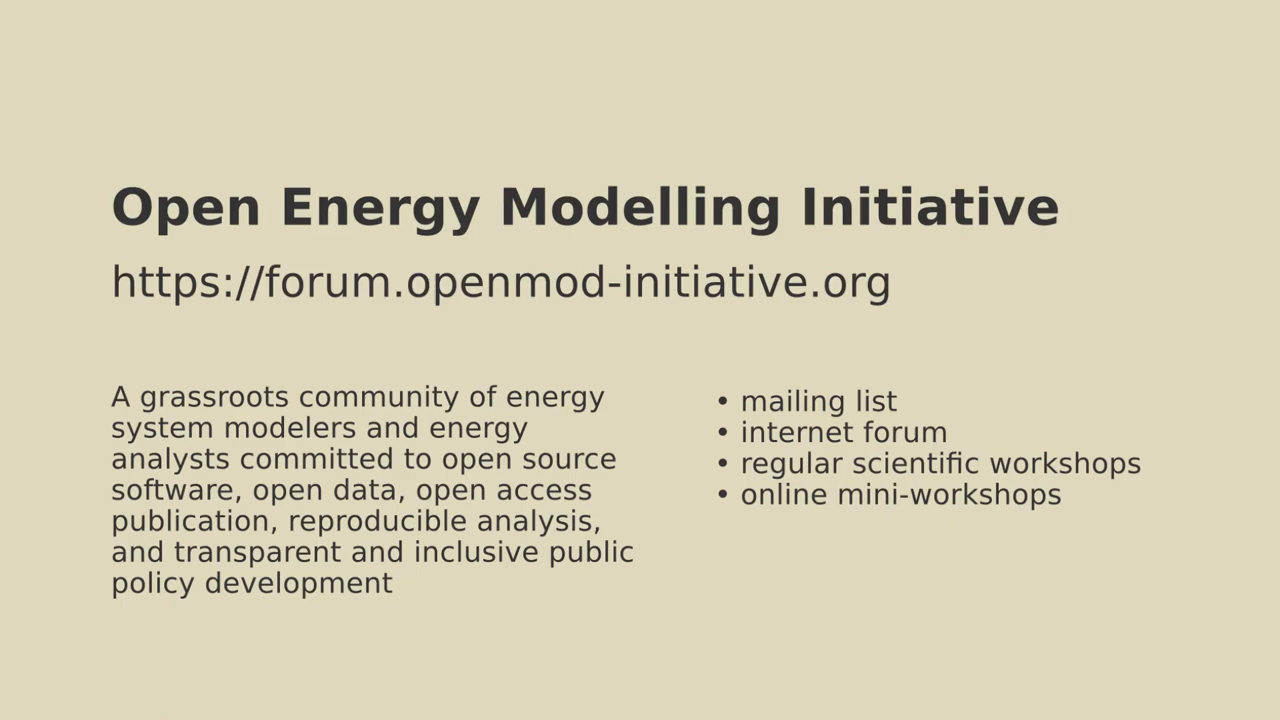 Open Energy Modelling Initiative
https://forum.openmod-initiative.org
A grassroots community of energy
system modelers and energy
analysts committed to open source
software, open data, open access
publication, reproducible analysis,
and transparent and inclusive public
policy development
• mailing list
• internet forum
• regular scientific workshops
• online mini-workshops